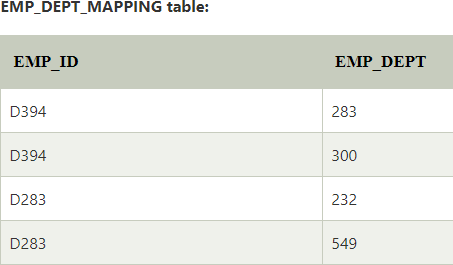 EMP_DEPT_MAPPING table:
EMP_ID EMP_DEPT
D394 283
D394 300
D283 232
D283 549